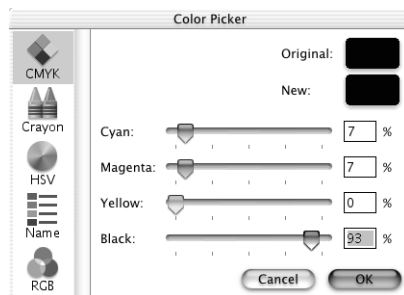 Color Picker
CMYK
Crayon
HSV
Name
RGB
Original:
New:
Cyan: 7 %
Magenta: 7 %
Yellow: 0 %
Black: 93 %
Cancel OK